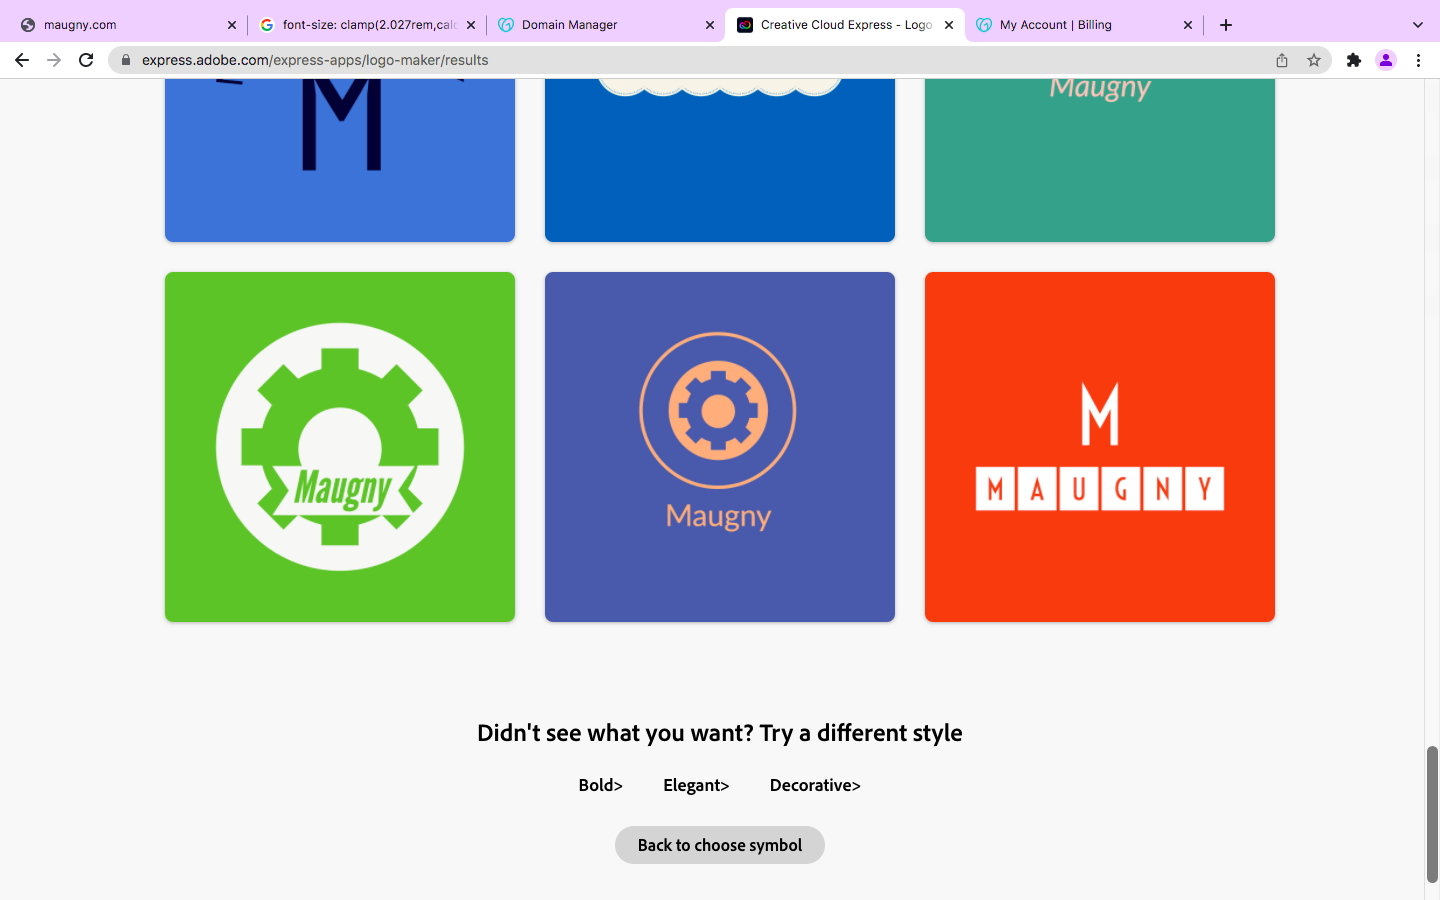 maugny.com
font-size: clamp(2.027rem,calc
Domain Manager
Creative Cloud Express - Logo
My Account | Billing
express.adobe.com/express-apps/logo-maker/results
M
Maugny
Maugny
Maugny
M
MAUGNY
Didn't see what you want? Try a different style
Bold>
Elegant>
Decorative>
Back to choose symbol